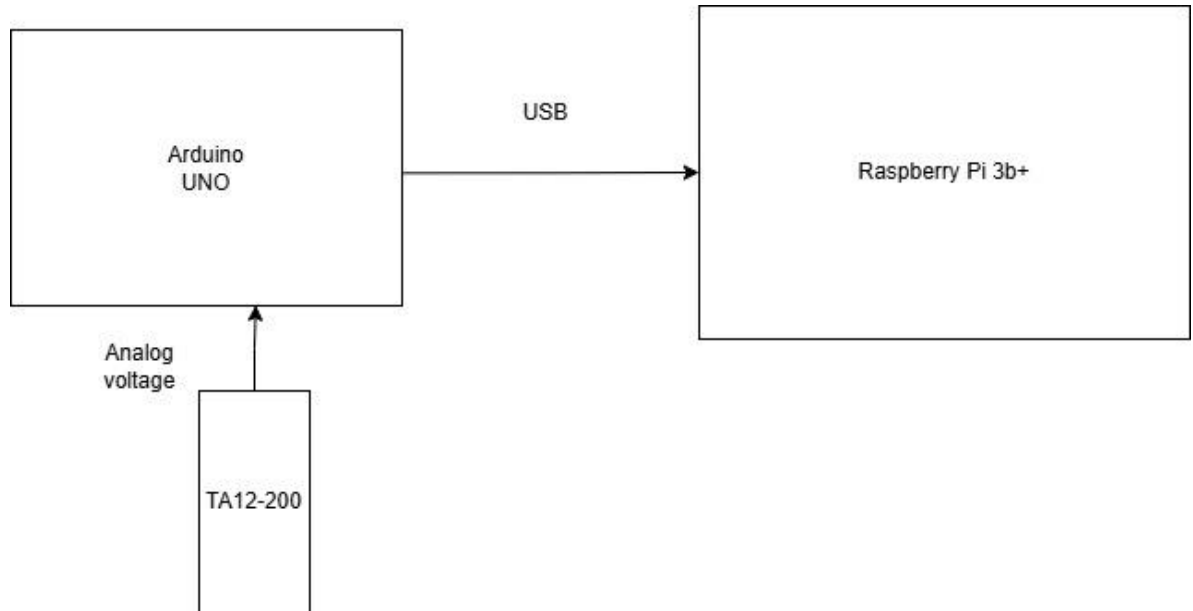 Arduino
UNO
USB
Raspberry Pi 3b+
Analog
voltage
TA12-200